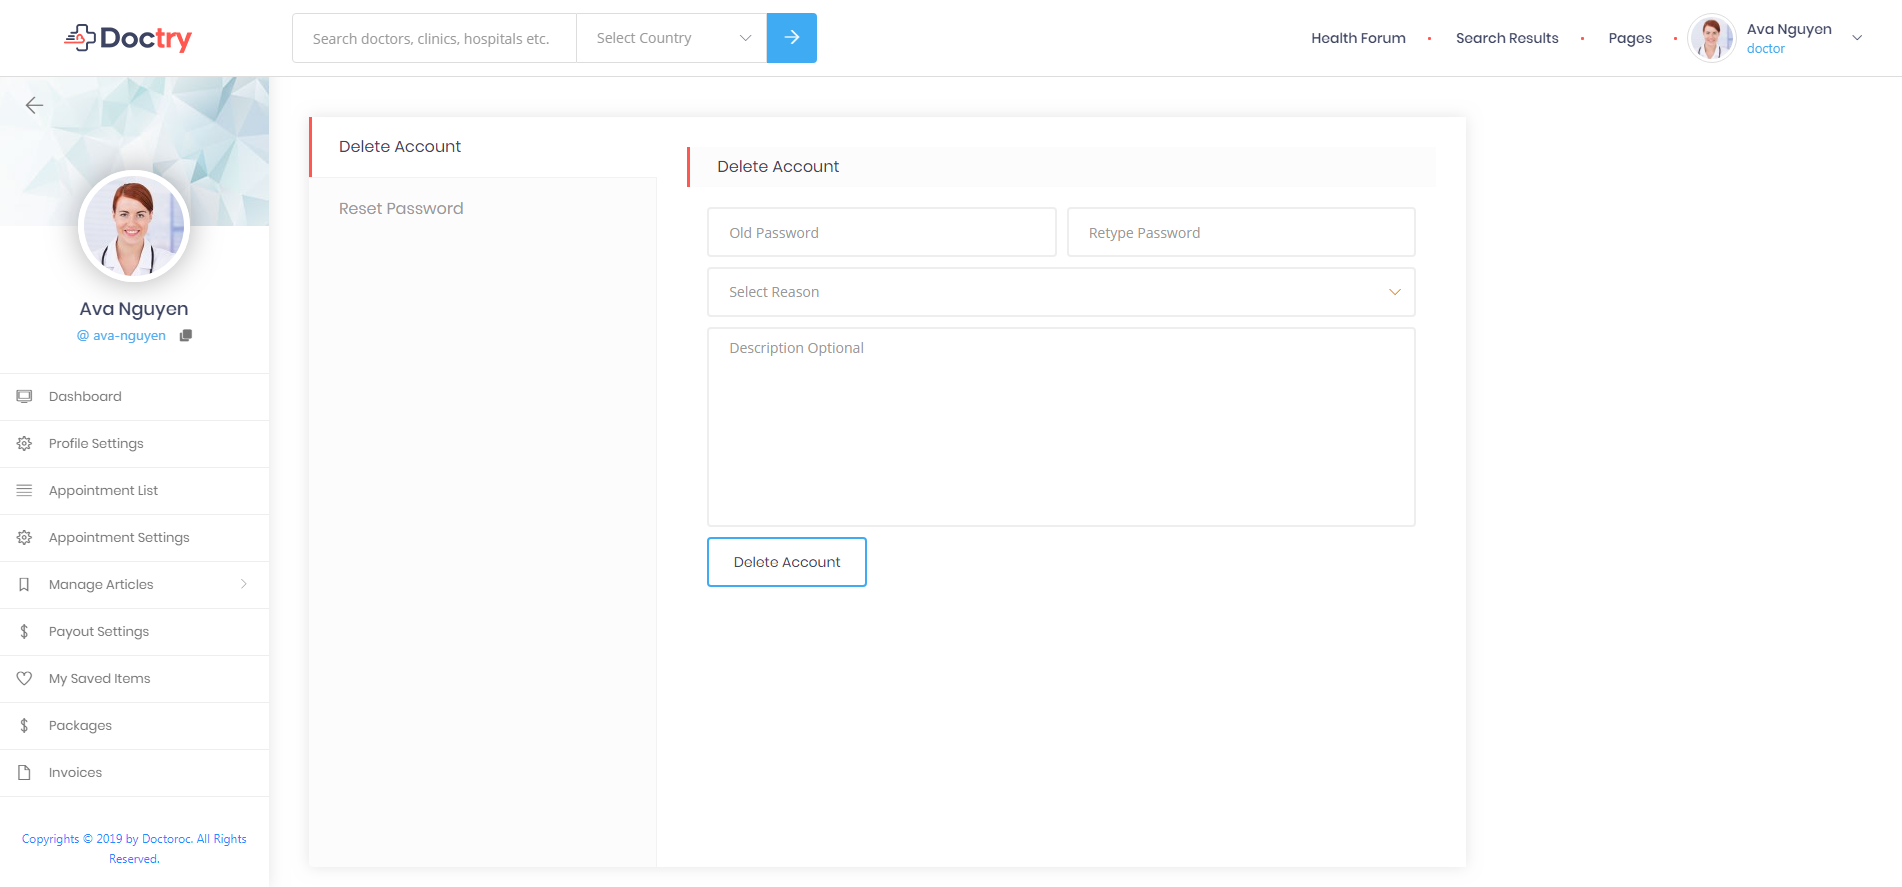 Doctry
Search doctors, clinics, hospitals etc.
Select Country
Health Forum
Search Results
Pages
Ava Nguyen
doctor
Ava Nguyen
@ ava-nguyen
Dashboard
Profile Settings
Appointment List
Appointment Settings
Manage Articles
Payout Settings
My Saved Items
Packages
Invoices
Copyrights © 2019 by Doctoroc. All Rights
Reserved.
Delete Account
Reset Password
Delete Account
Old Password
Retype Password
Select Reason
Description Optional
Delete Account